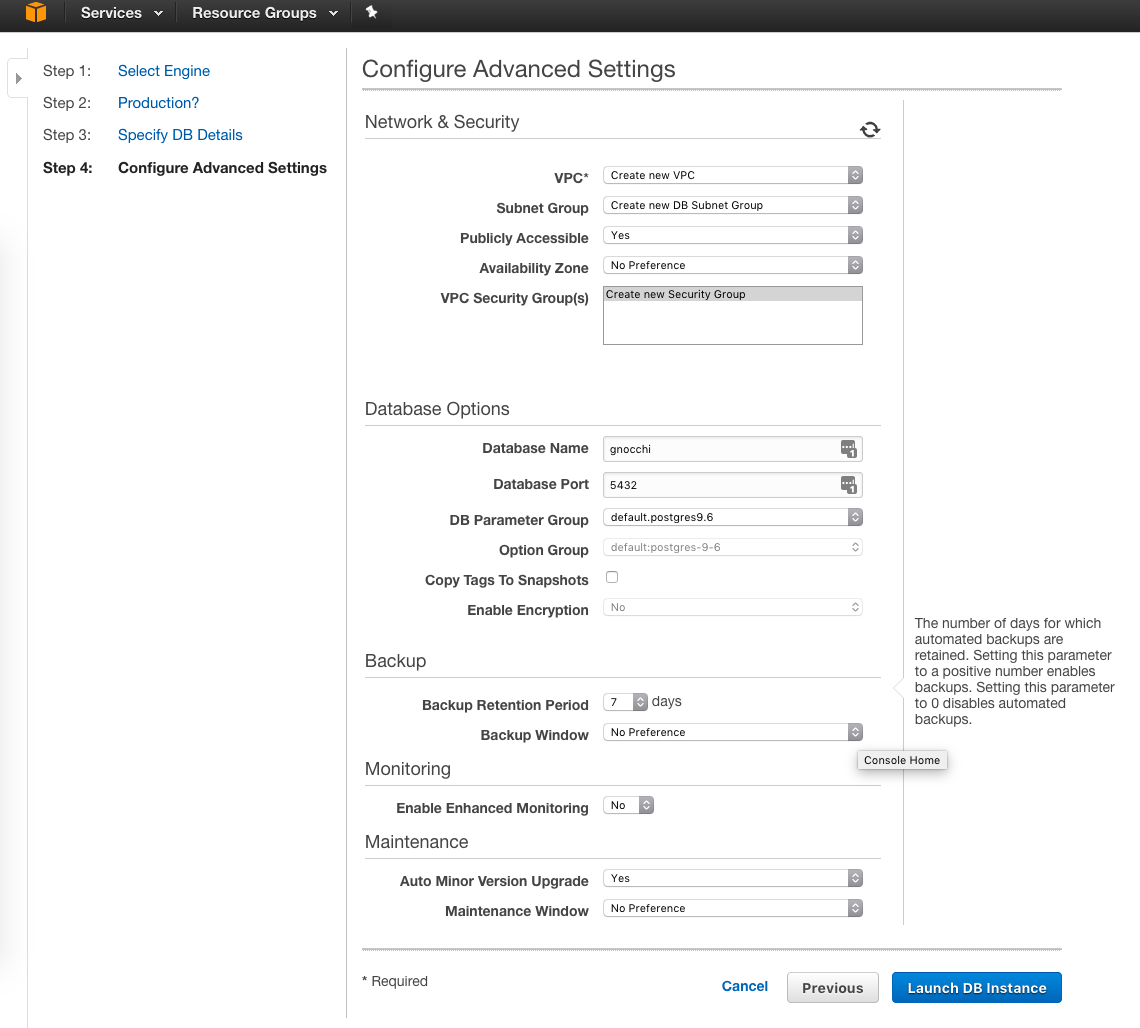 Services
Resource Groups
Step 1: Select Engine
Step 2: Production?
Step 3: Specify DB Details
Step 4: Configure Advanced Settings
Configure Advanced Settings
Network & Security
VPC* Create new VPC
Subnet Group Create new DB Subnet Group
Publicly Accessible Yes
Availability Zone No Preference
VPC Security Group(s) Create new Security Group
Database Options
Database Name gnocchi
Database Port 5432
DB Parameter Group default.postgres9.6
Option Group default:postgres-9-6
Copy Tags To Snapshots
Enable Encryption No
Backup
Backup Retention Period 7 days
Backup Window No Preference
Monitoring
Enable Enhanced Monitoring No
Maintenance
Auto Minor Version Upgrade Yes
Maintenance Window No Preference
The number of days for which
automated backups are
retained. Setting this parameter
to a positive number enables
backups. Setting this parameter
to 0 disables automated
backups.
Console Home
* Required
Cancel Previous Launch DB Instance